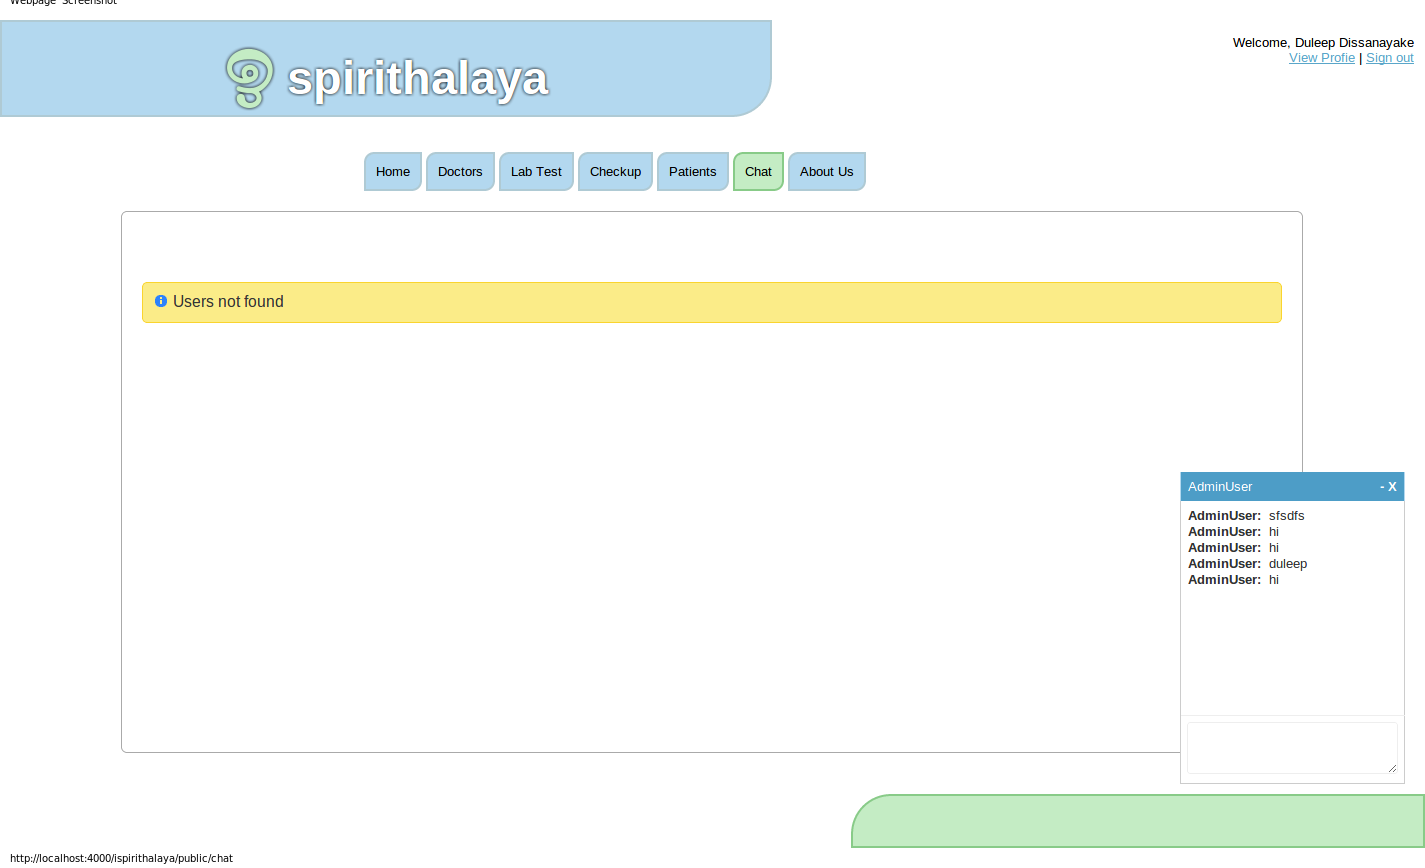 Webpage Screenshot
ඉ spirithalaya
Welcome, Duleep Dissanayake
View Profie | Sign out
Home Doctors Lab Test Checkup Patients Chat About Us
Users not found
AdminUser - X
AdminUser: sfsdfs
AdminUser: hi
AdminUser: hi
AdminUser: duleep
AdminUser: hi
http://localhost:4000/ispirithalaya/public/chat